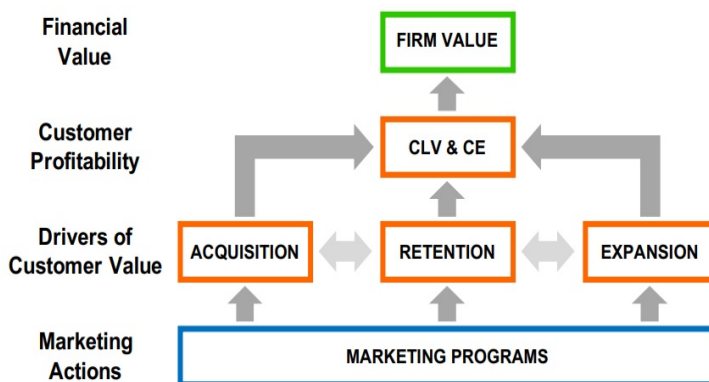 Financial
Value
FIRM VALUE
Customer
Profitability
CLV & CE
Drivers of
Customer Value
ACQUISITION
RETENTION
EXPANSION
Marketing
Actions
MARKETING PROGRAMS